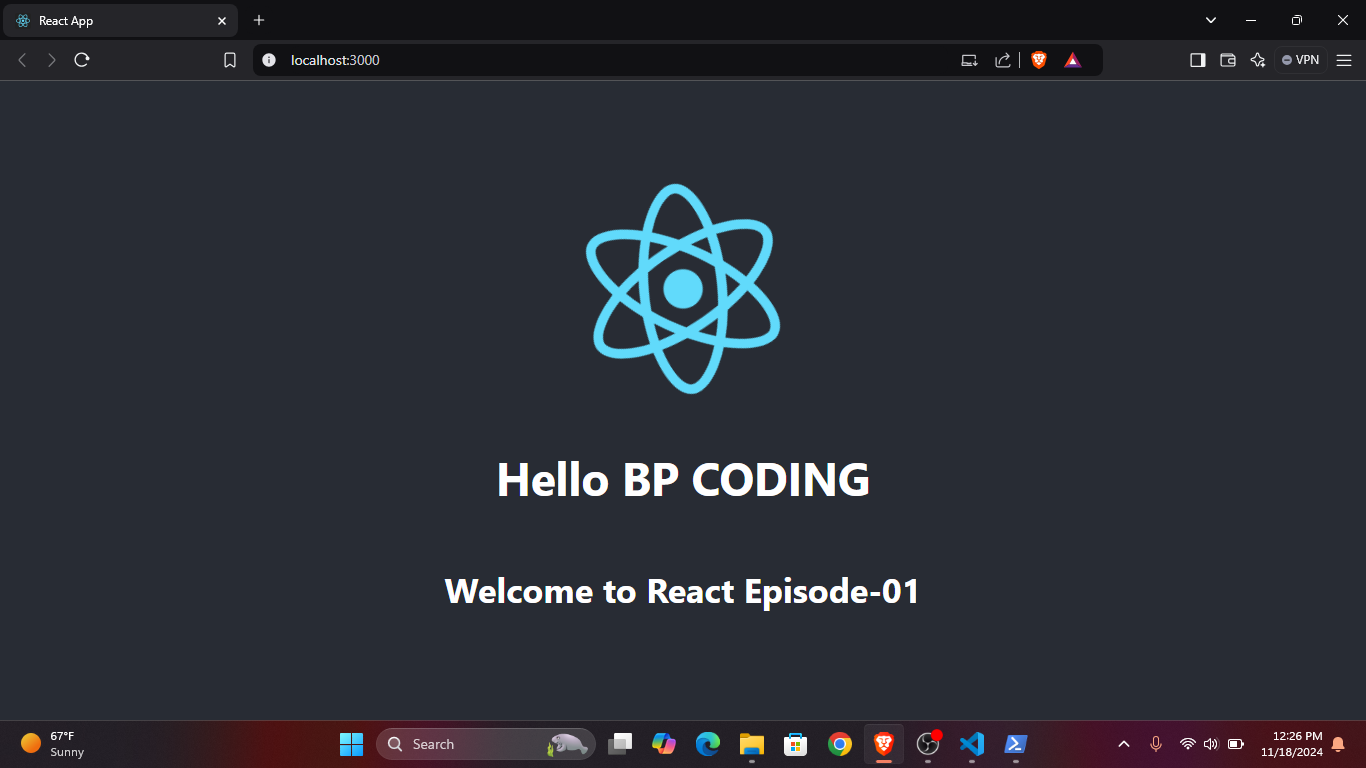 React App
localhost:3000
VPN
Hello BP CODING
Welcome to React Episode-01
67°F
Sunny
Search
12:26 PM
11/18/2024